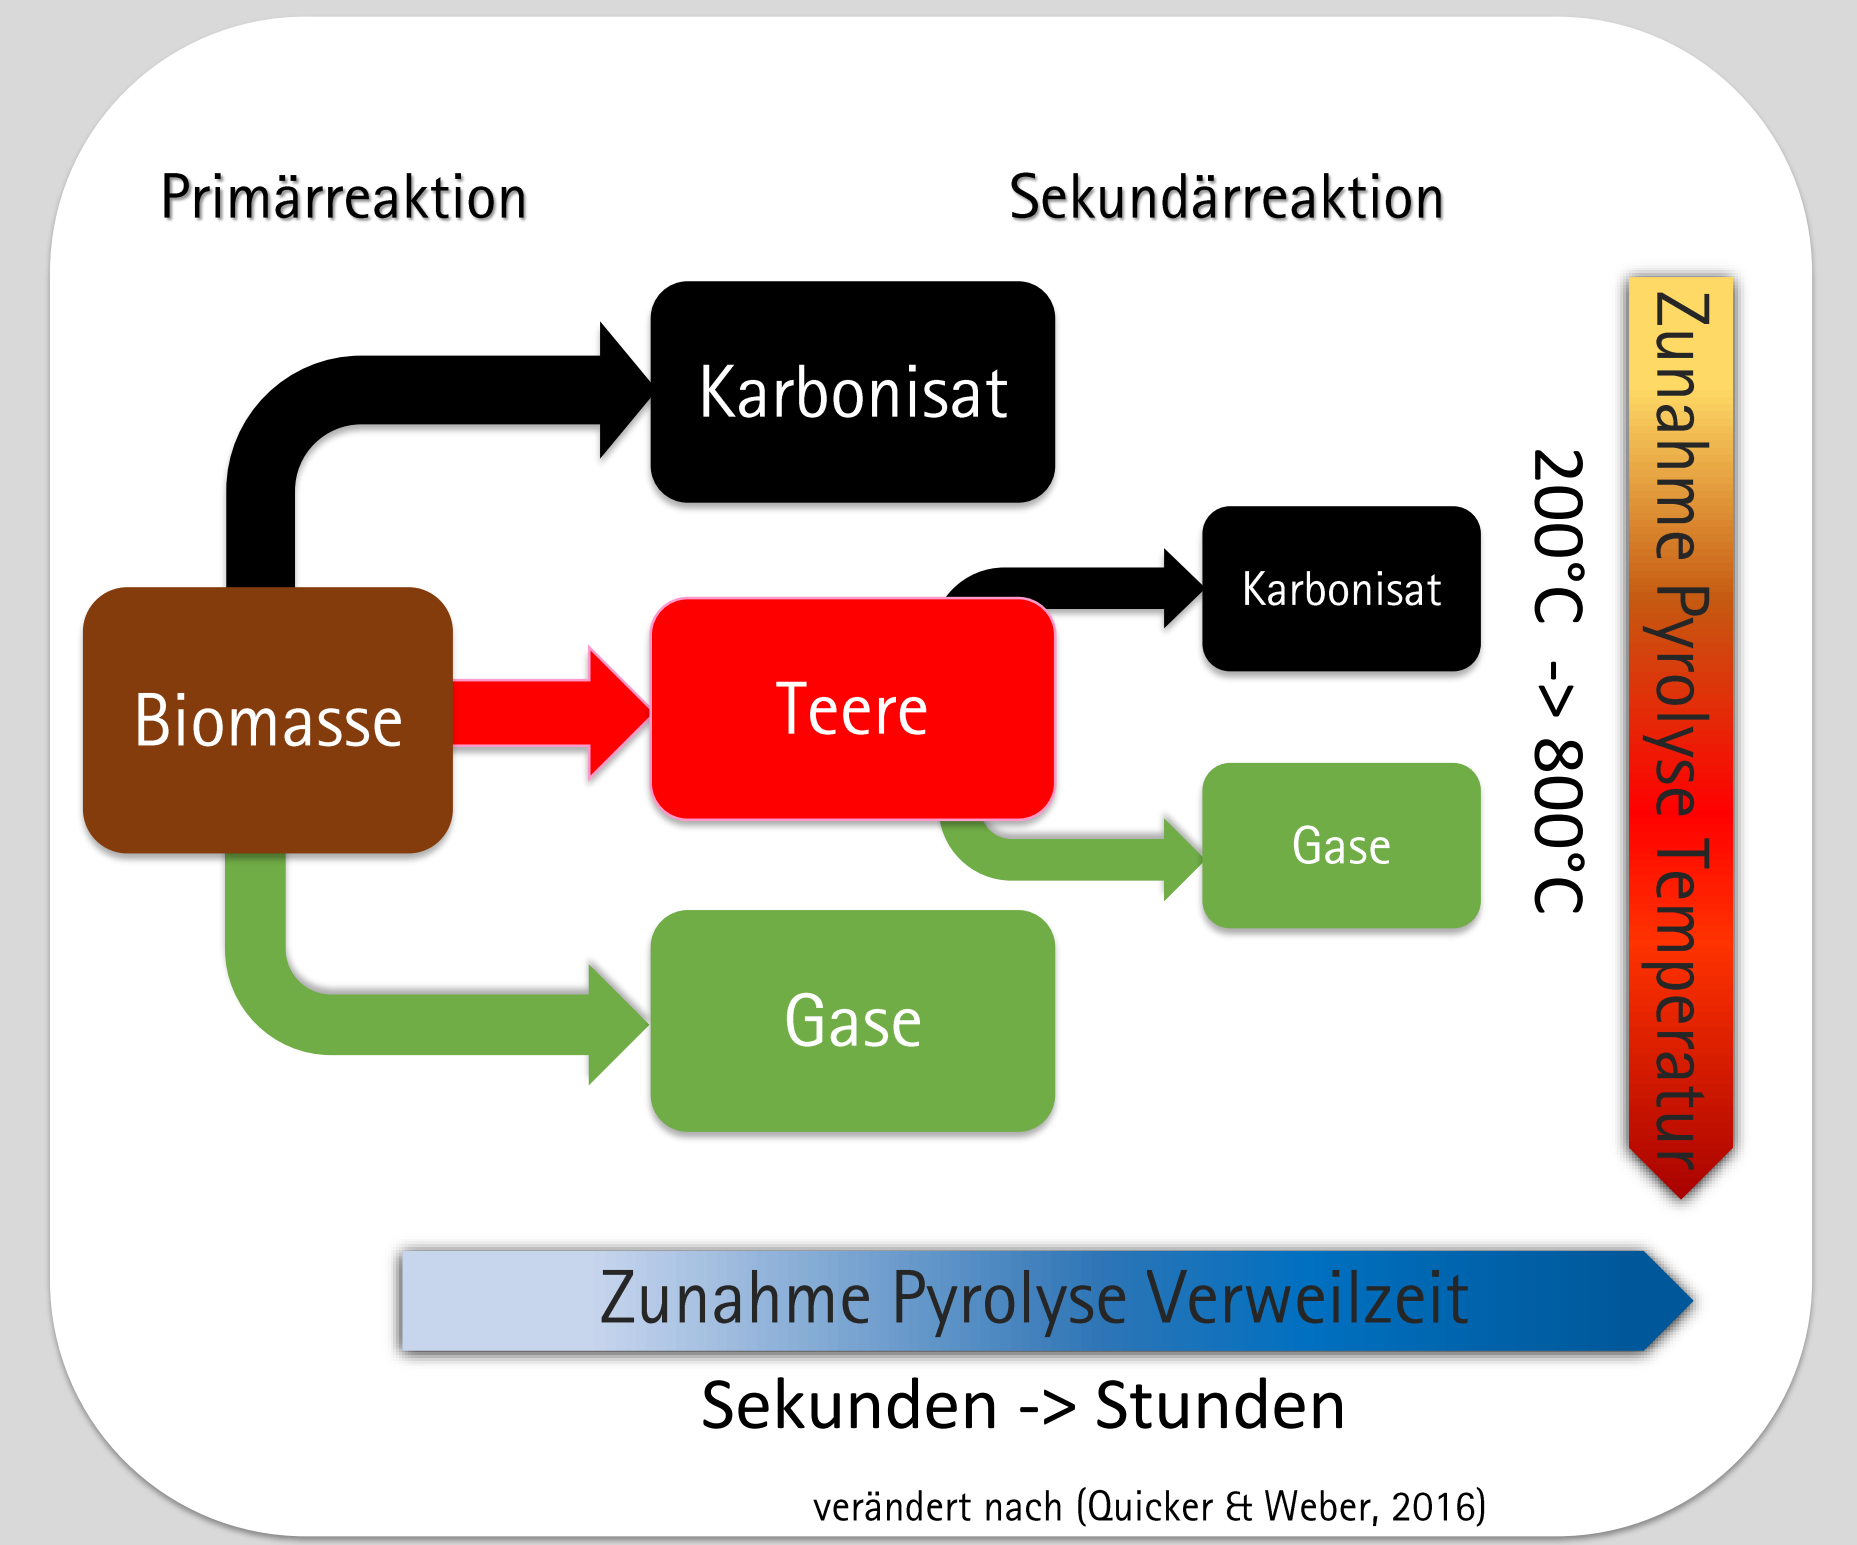 Primärreaktion
Sekundärreaktion
Karbonisat
Karbonisat
Biomasse
Teere
Gase
Gase
200°C -> 800°C
Zunahme Pyrolyse Temperatur
Zunahme Pyrolyse Verweilzeit
Sekunden -> Stunden
verändert nach (Quicker & Weber, 2016)